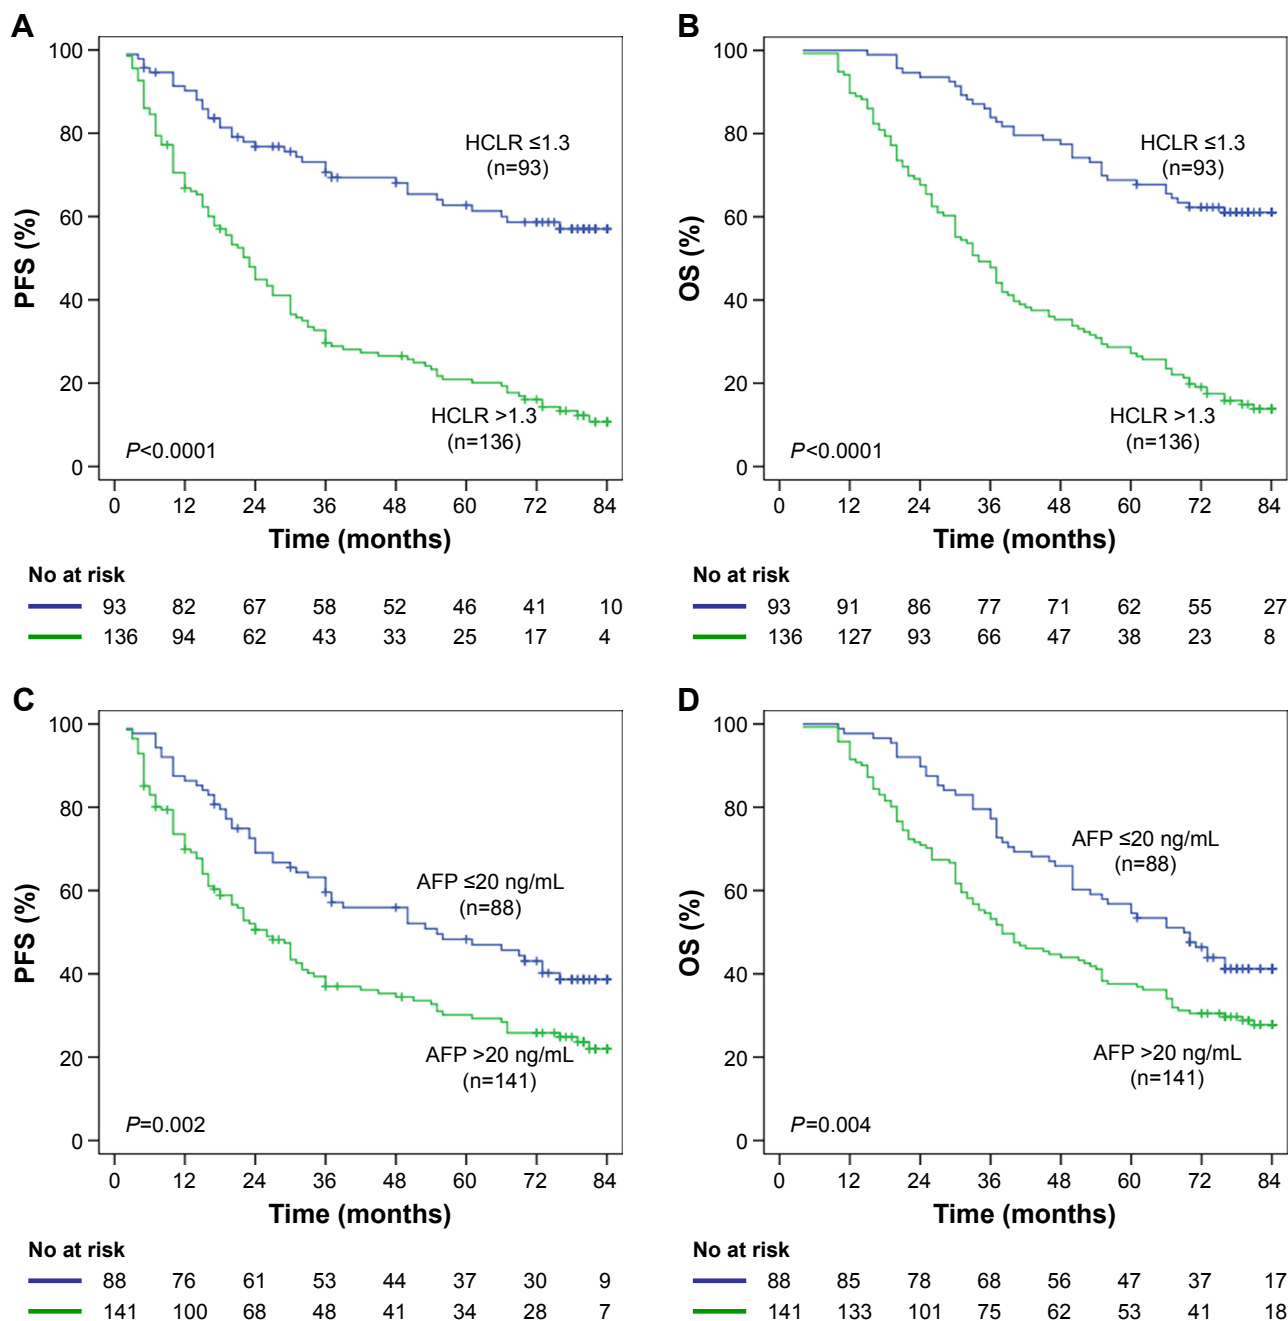 A
PFS (%)
100
80
60
40
20
0
HCLR ≤1.3
(n=93)
HCLR >1.3
(n=136)
P<0.0001
0 12 24 36 48 60 72 84
Time (months)
No at risk
93 82 67 58 52 46 41 10
136 94 62 43 33 25 17 4
B
OS (%)
100
80
60
40
20
0
HCLR ≤1.3
(n=93)
HCLR >1.3
(n=136)
P<0.0001
0 12 24 36 48 60 72 84
Time (months)
No at risk
93 91 86 77 71 62 55 27
136 127 93 66 47 38 23 8
C
PFS (%)
100
80
60
40
20
0
AFP ≤20 ng/mL
(n=88)
AFP >20 ng/mL
(n=141)
P=0.002
0 12 24 36 48 60 72 84
Time (months)
No at risk
88 76 61 53 44 37 30 9
141 100 68 48 41 34 28 7
D
OS (%)
100
80
60
40
20
0
AFP ≤20 ng/mL
(n=88)
AFP >20 ng/mL
(n=141)
P=0.004
0 12 24 36 48 60 72 84
Time (months)
No at risk
88 85 78 68 56 47 37 17
141 133 101 75 62 53 41 18